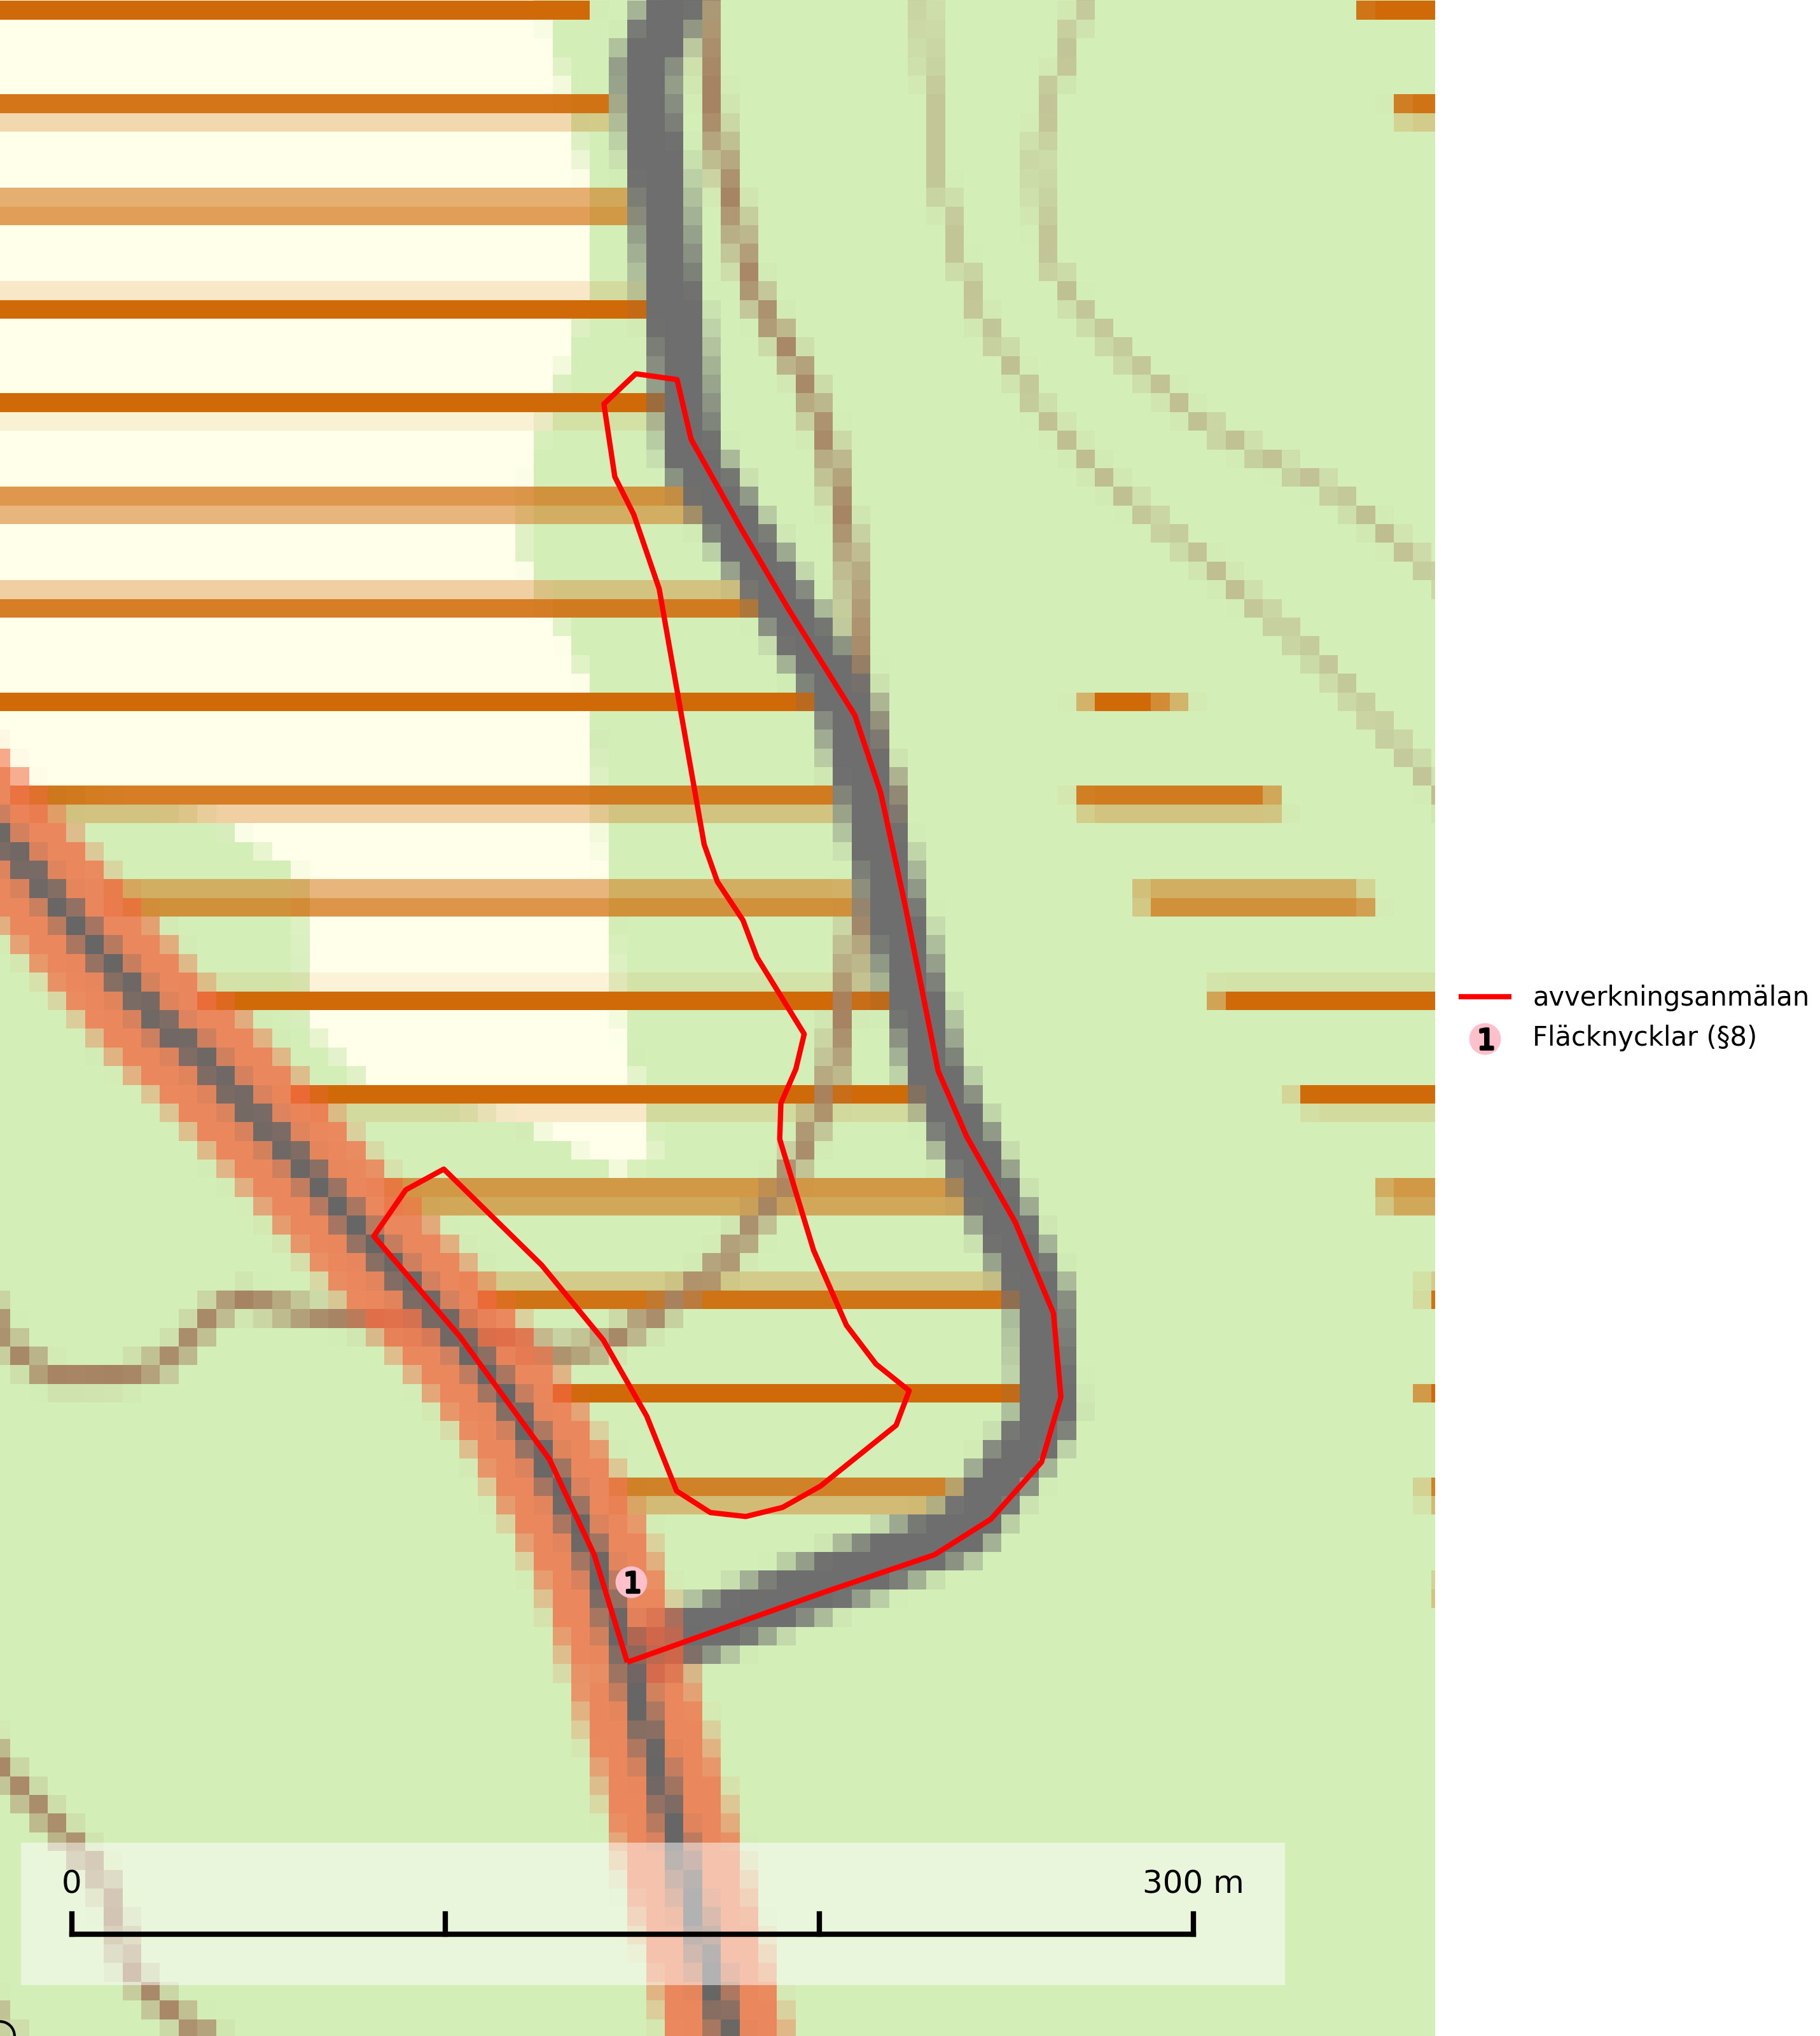 avverkningsanmälan
1 Fläcknycklar (§8)
1
0 300 m